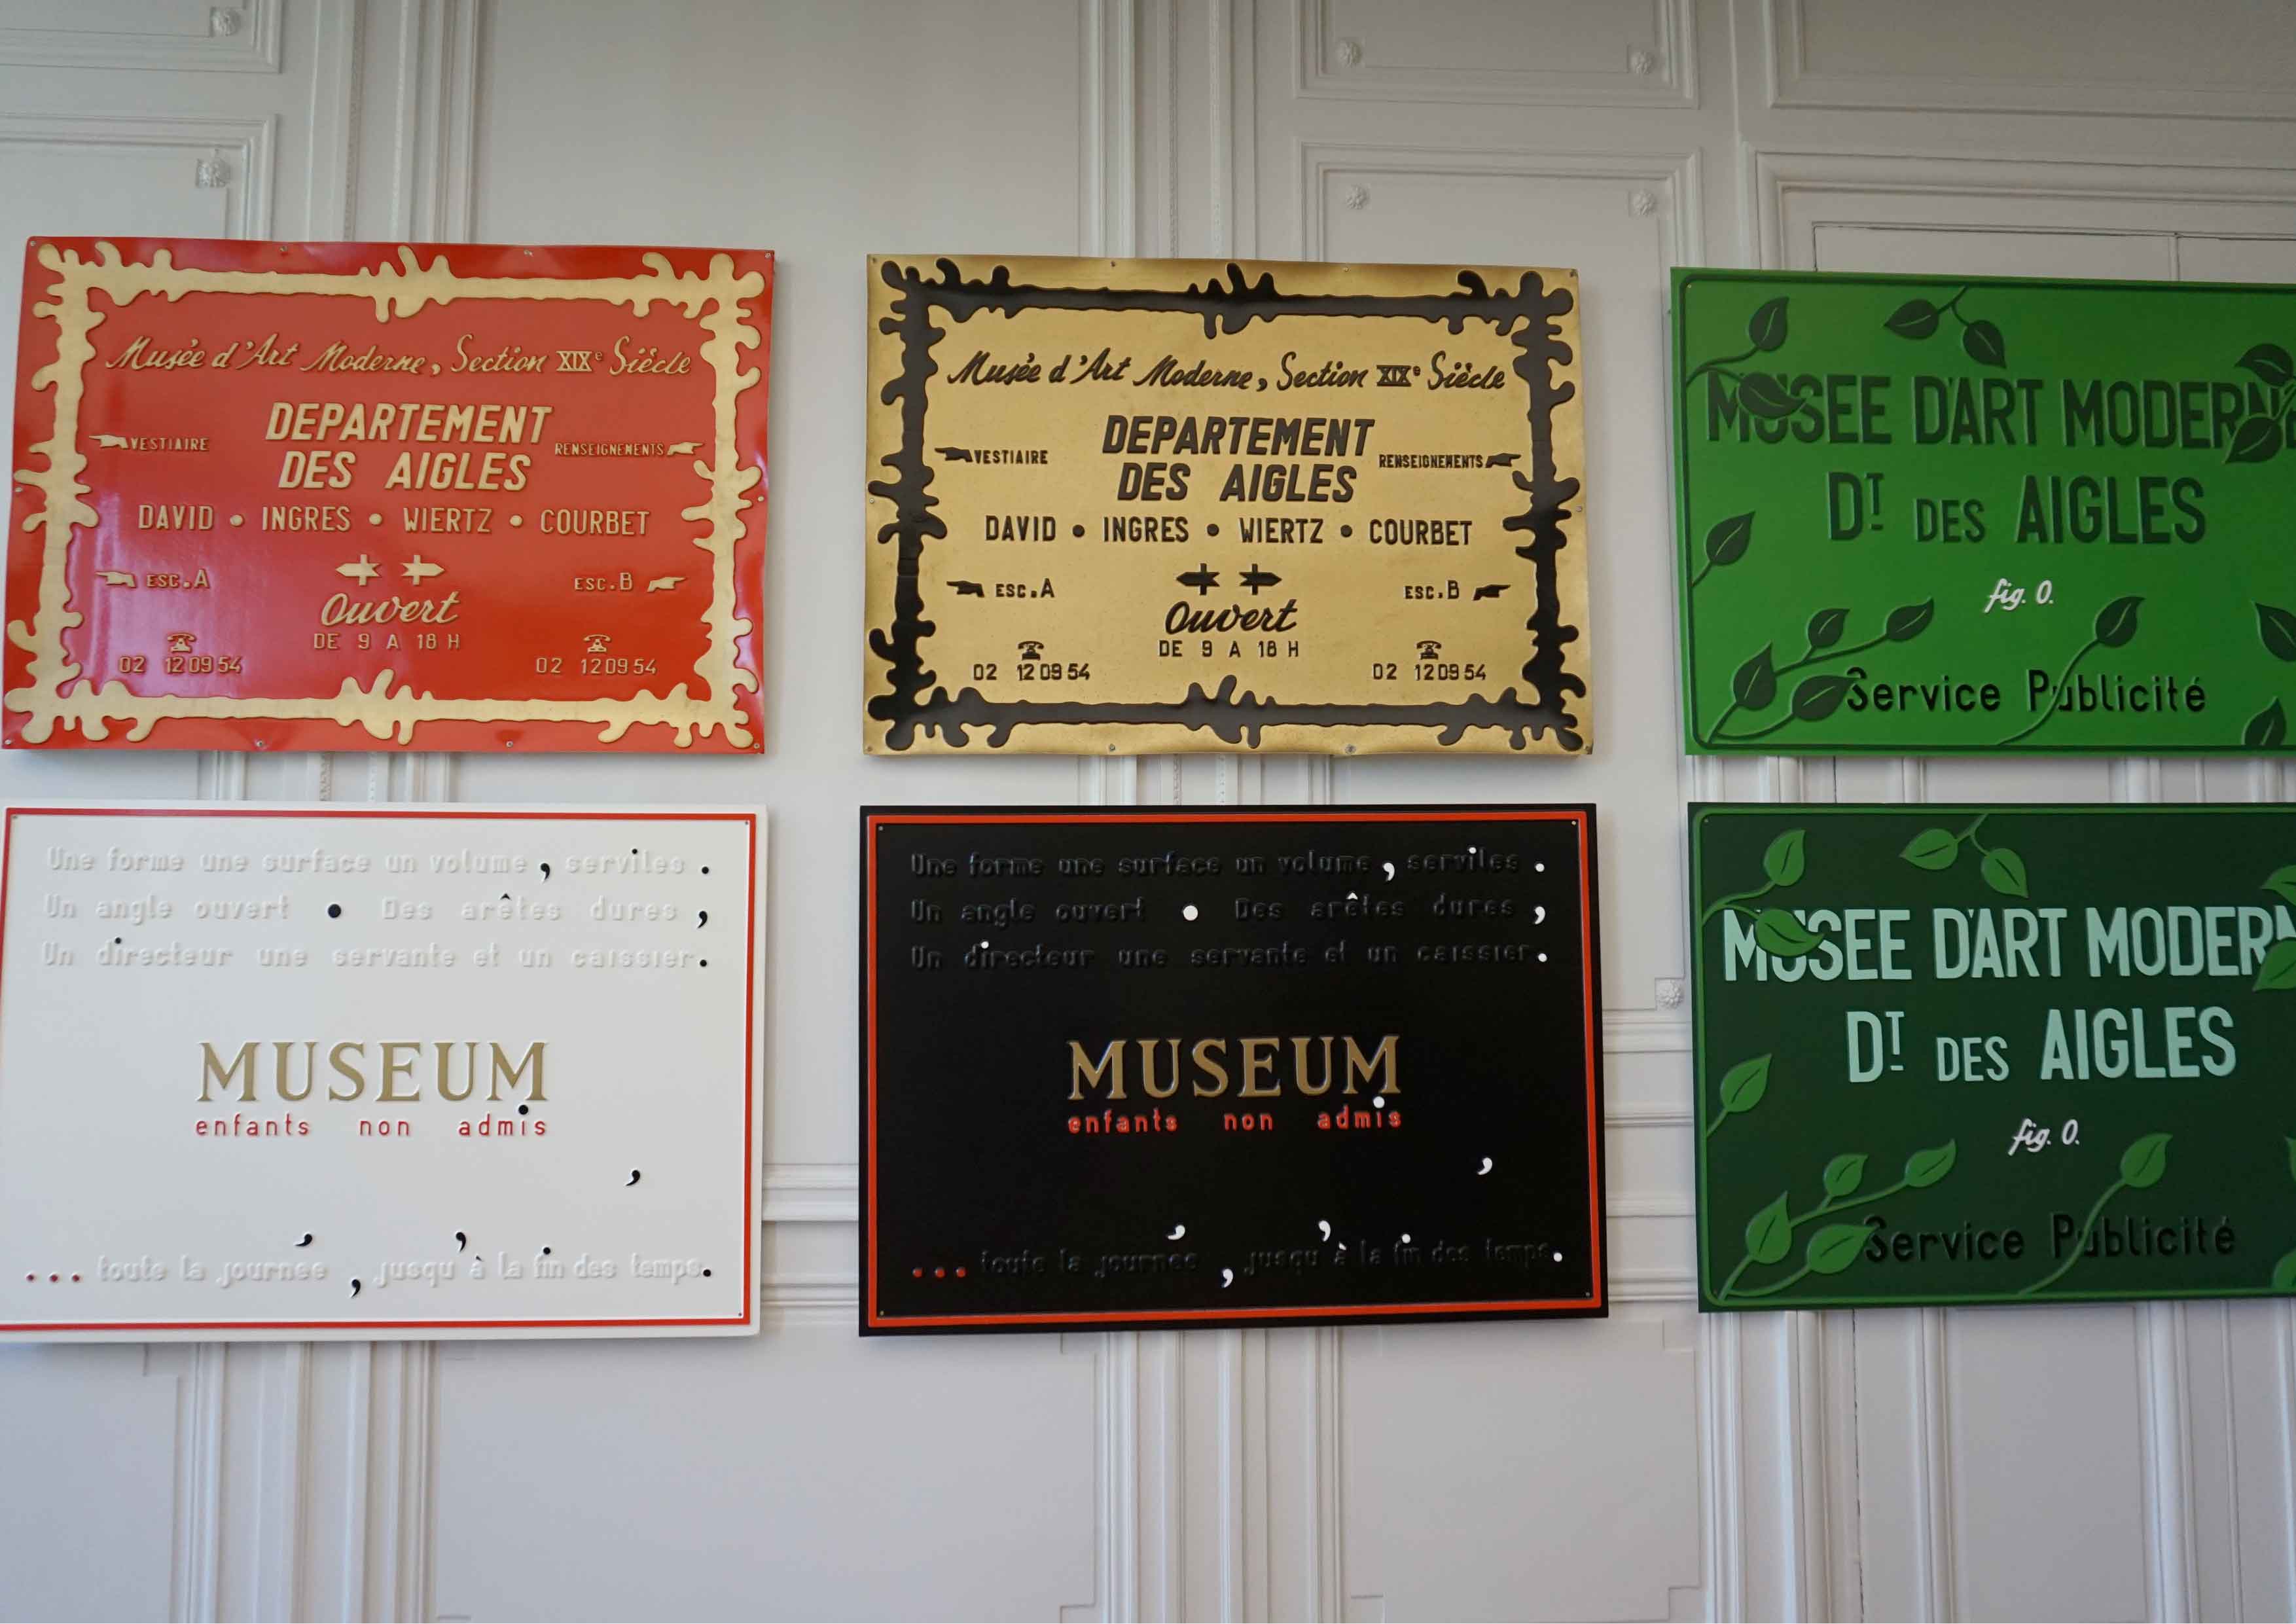 Musée d'Art Moderne, Section XIXe Siècle
DEPARTEMENT
DES AIGLES
VESTIAIRE
RENSEIGNEMENTS
DAVID • INGRES • WIERTZ • COURBET
ESC.A
ESC.B
Ouvert
DE 9 A 18 H
02 12 09 54
02 12 09 54
Musée d'Art Moderne, Section XIXe Siècle
DEPARTEMENT
DES AIGLES
VESTIAIRE
RENSEIGNEMENTS
DAVID • INGRES • WIERTZ • COURBET
ESC.A
ESC.B
Ouvert
DE 9 A 18 H
02 12 09 54
02 12 09 54
MUSEE D'ART MODERN
DT DES AIGLES
fig. 0.
Service Publicité
Une forme une surface un volume , serviles .
Un angle ouvert • Des arêtes dures ,
Un directeur une servante et un caissier.
MUSEUM
enfants non admis
,
, ,
... toute la journée , jusqu'à la fin des temps.
Une forme une surface un volume , serviles .
Un angle ouvert • Des arêtes dures ,
Un directeur une servante et un caissier.
MUSEUM
enfants non admis
,
, ,
... toute la journée , jusqu'à la fin des temps.
MUSEE D'ART MODERN
DT DES AIGLES
fig. 0.
Service Publicité